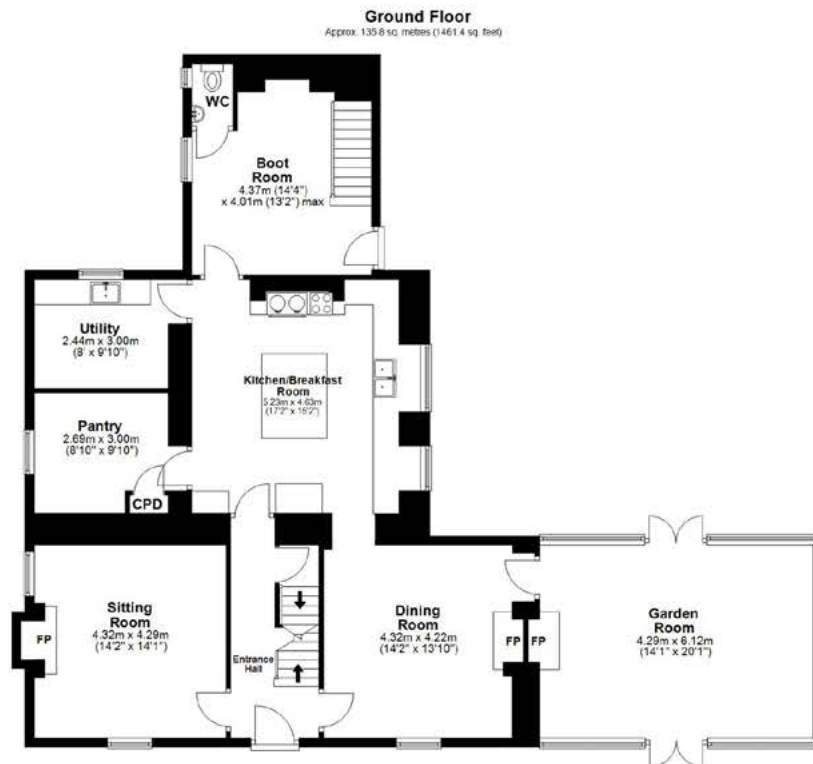 Ground Floor
Approx. 135.8 sq. metres (1461.4 sq. feet)
WC
Boot
Room
4.37m (14'4")
x 4.01m (13'2") max
Utility
2.44m x 3.00m
(8' x 9'10")
Kitchen/Breakfast
Room
5.23m x 4.63m
(17'2" x 15'2")
Pantry
2.69m x 3.00m
(8'10" x 9'10")
CPD
Sitting
Room
4.32m x 4.29m
(14'2" x 14'1")
FP
Entrance
Hall
Dining
Room
4.32m x 4.22m
(14'2" x 13'10")
FP
FP
Garden
Room
4.29m x 6.12m
(14'1" x 20'1")